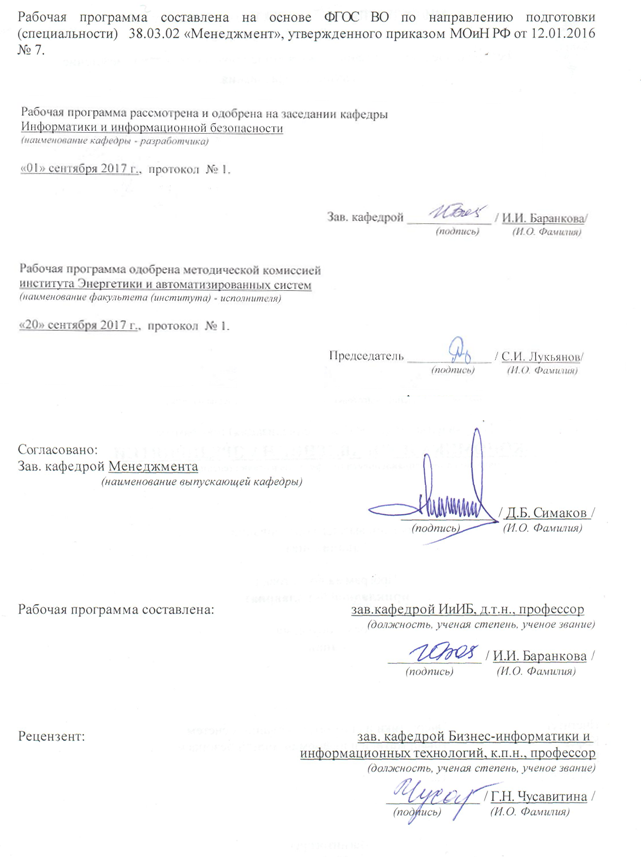 Рабочая программа составлена на основе ФГОС ВО по направлению подготовки
(специальности) 38.03.02 «Менеджмент», утвержденного приказом МОиН РФ от 12.01.2016
№ 7.
Рабочая программа рассмотрена и одобрена на заседании кафедры
Информатики и информационной безопасности
(наименование кафедры - разработчика)
«01» сентября 2017 г., протокол № 1.
Зав. кафедрой / И.И. Баранкова/
(подпись) (И.О. Фамилия)
Рабочая программа одобрена методической комиссией
института Энергетики и автоматизированных систем
(наименование факультета (института) - исполнителя)
«20» сентября 2017 г., протокол № 1.
Председатель / С.И. Лукьянов/
(подпись) (И.О. Фамилия)
Согласовано:
Зав. кафедрой Менеджмента
(наименование выпускающей кафедры)
/ Д.Б. Симаков /
(подпись) (И.О. Фамилия)
Рабочая программа составлена: зав.кафедрой ИиИБ, д.т.н., профессор
(должность, ученая степень, ученое звание)
/ И.И. Баранкова /
(подпись) (И.О. Фамилия)
Рецензент: зав. кафедрой Бизнес-информатики и
информационных технологий, к.п.н., профессор
(должность, ученая степень, ученое звание)
/ Г.Н. Чусавитина /
(подпись) (И.О. Фамилия)